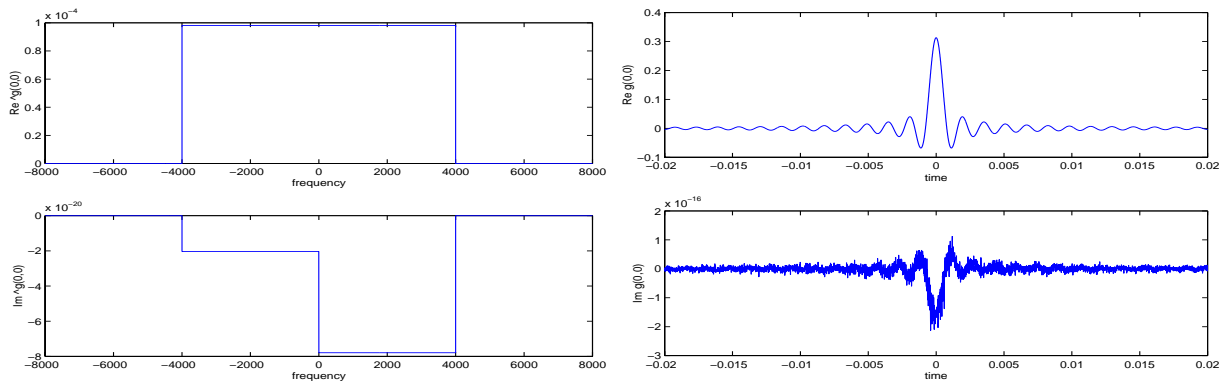 x 10^−4
1
0.8
0.6
0.4
0.2
0
Re ^g(0,0)
−8000 −6000 −4000 −2000 0 2000 4000 6000 8000
frequency
x 10^−20
0
−2
−4
−6
−8
Im ^g(0,0)
−8000 −6000 −4000 −2000 0 2000 4000 6000 8000
frequency
0.4
0.3
0.2
0.1
0
−0.1
Re g(0,0)
−0.02 −0.015 −0.01 −0.005 0 0.005 0.01 0.015 0.02
time
x 10^−16
2
1
0
−1
−2
−3
Im g(0,0)
−0.02 −0.015 −0.01 −0.005 0 0.005 0.01 0.015 0.02
time